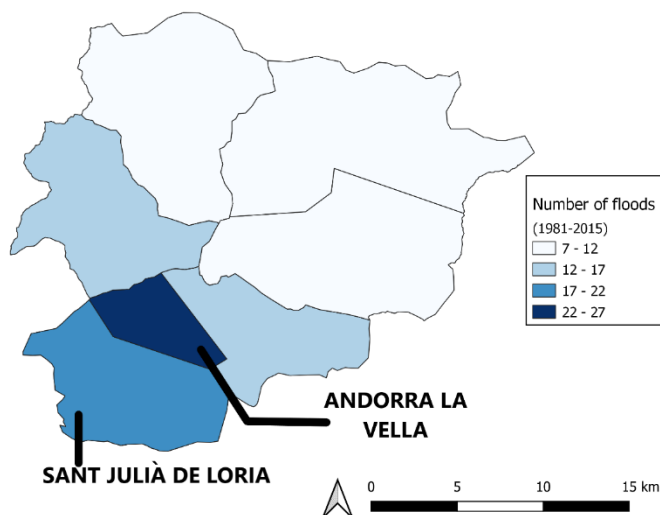 Number of floods
(1981-2015)
7 - 12
12 - 17
17 - 22
22 - 27
ANDORRA LA
VELLA
SANT JULIÀ DE LORIA
0 5 10 15 km